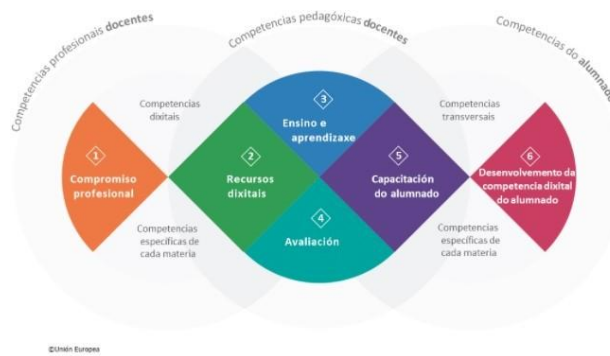 Competencias profesionais docentes
Competencias pedagóxicas docentes
Competencias do alumnado
Competencias
dixitais
3
Ensino e
aprendizaxe
Competencias
transversais
1
Compromiso
profesional
2
Recursos
dixitais
5
Capacitación
do alumnado
6
Desenvolvemento da
competencia dixital
do alumnado
4
Avaliación
Competencias
específicas de
cada materia
Competencias
específicas de
cada materia
©Unión Europea